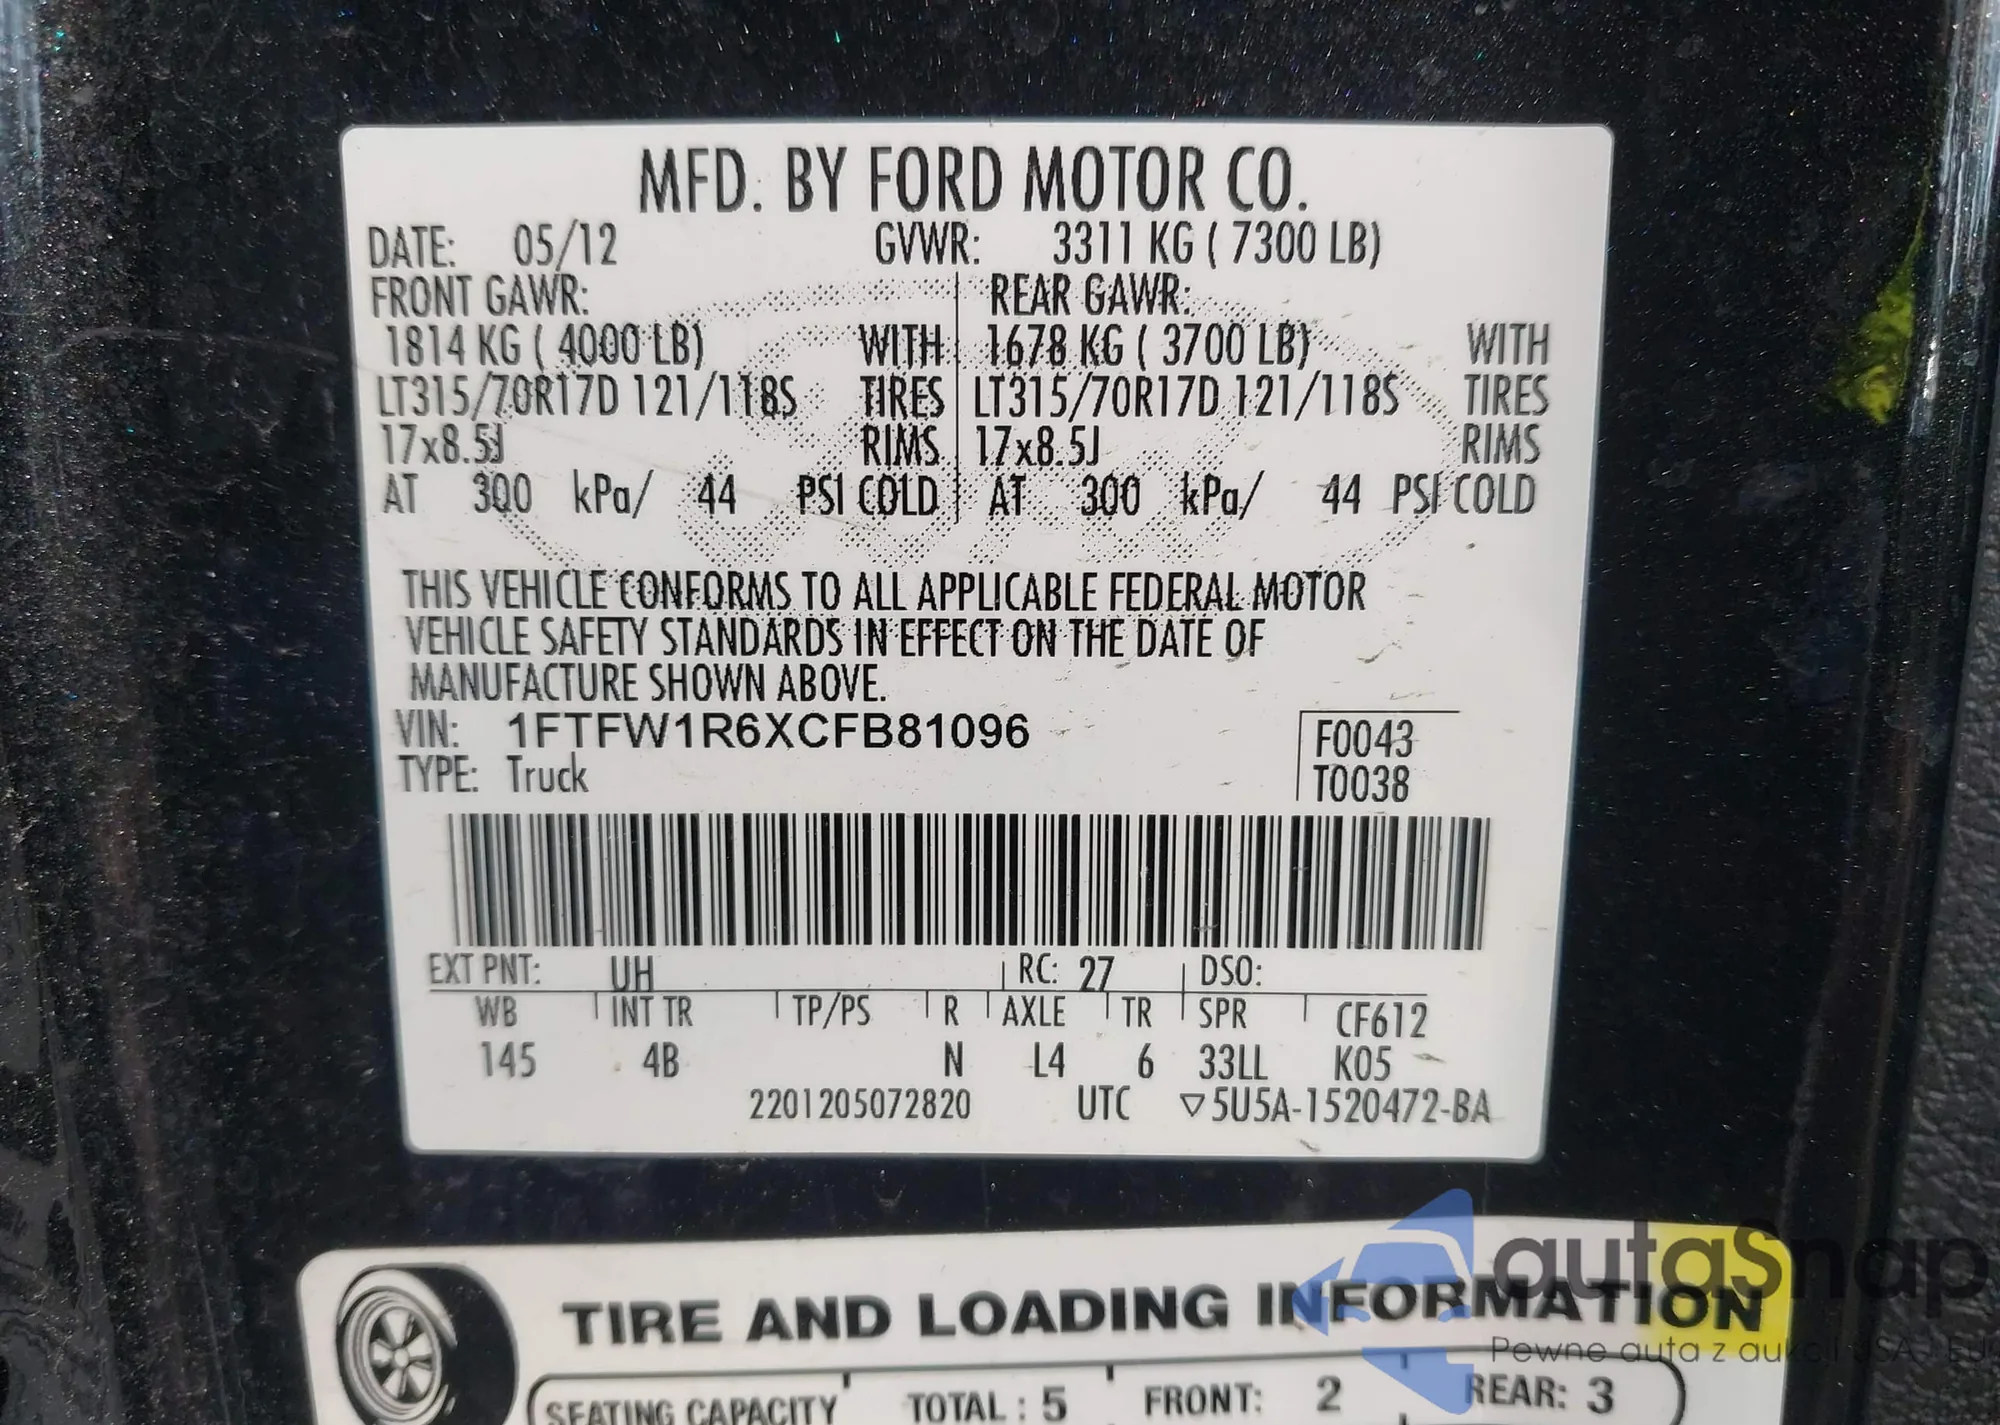 MFD. BY FORD MOTOR CO.
DATE: 05/12 GVWR: 3311 KG ( 7300 LB)
FRONT GAWR: REAR GAWR:
1814 KG ( 4000 LB) WITH 1678 KG ( 3700 LB) WITH
LT315/70R17D 121/118S TIRES LT315/70R17D 121/118S TIRES
17x8.5J RIMS 17x8.5J RIMS
AT 300 kPa/ 44 PSI COLD AT 300 kPa/ 44 PSI COLD
THIS VEHICLE CONFORMS TO ALL APPLICABLE FEDERAL MOTOR
VEHICLE SAFETY STANDARDS IN EFFECT ON THE DATE OF
MANUFACTURE SHOWN ABOVE.
VIN: 1FTFW1R6XCFB81096 F0043
TYPE: Truck T0038
EXT PNT: UH RC: 27 DSO:
WB INT TR TP/PS R AXLE TR SPR CF612
145 4B N L4 6 33LL K05
2201205072820 UTC ▽5U5A-1520472-BA
autaSnap
TIRE AND LOADING INFORMATION
Pewne auta z aukcji USA i EU
SEATING CAPACITY TOTAL : 5 FRONT: 2 REAR: 3